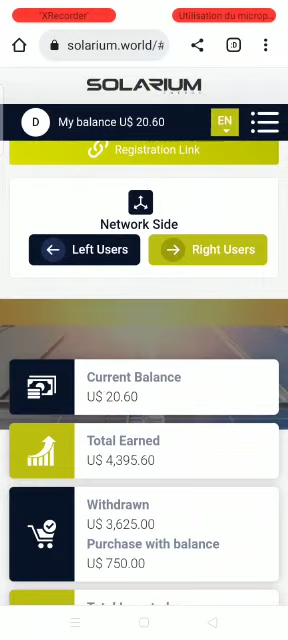 'XRecorder'
Utilisation du microp...
solarium.world/#
:D
SOLARIUM
D
My balance U$ 20.60
EN
Registration Link
Network Side
Left Users
Right Users
Current Balance
U$ 20.60
Total Earned
U$ 4,395.60
Withdrawn
U$ 3,625.00
Purchase with balance
U$ 750.00